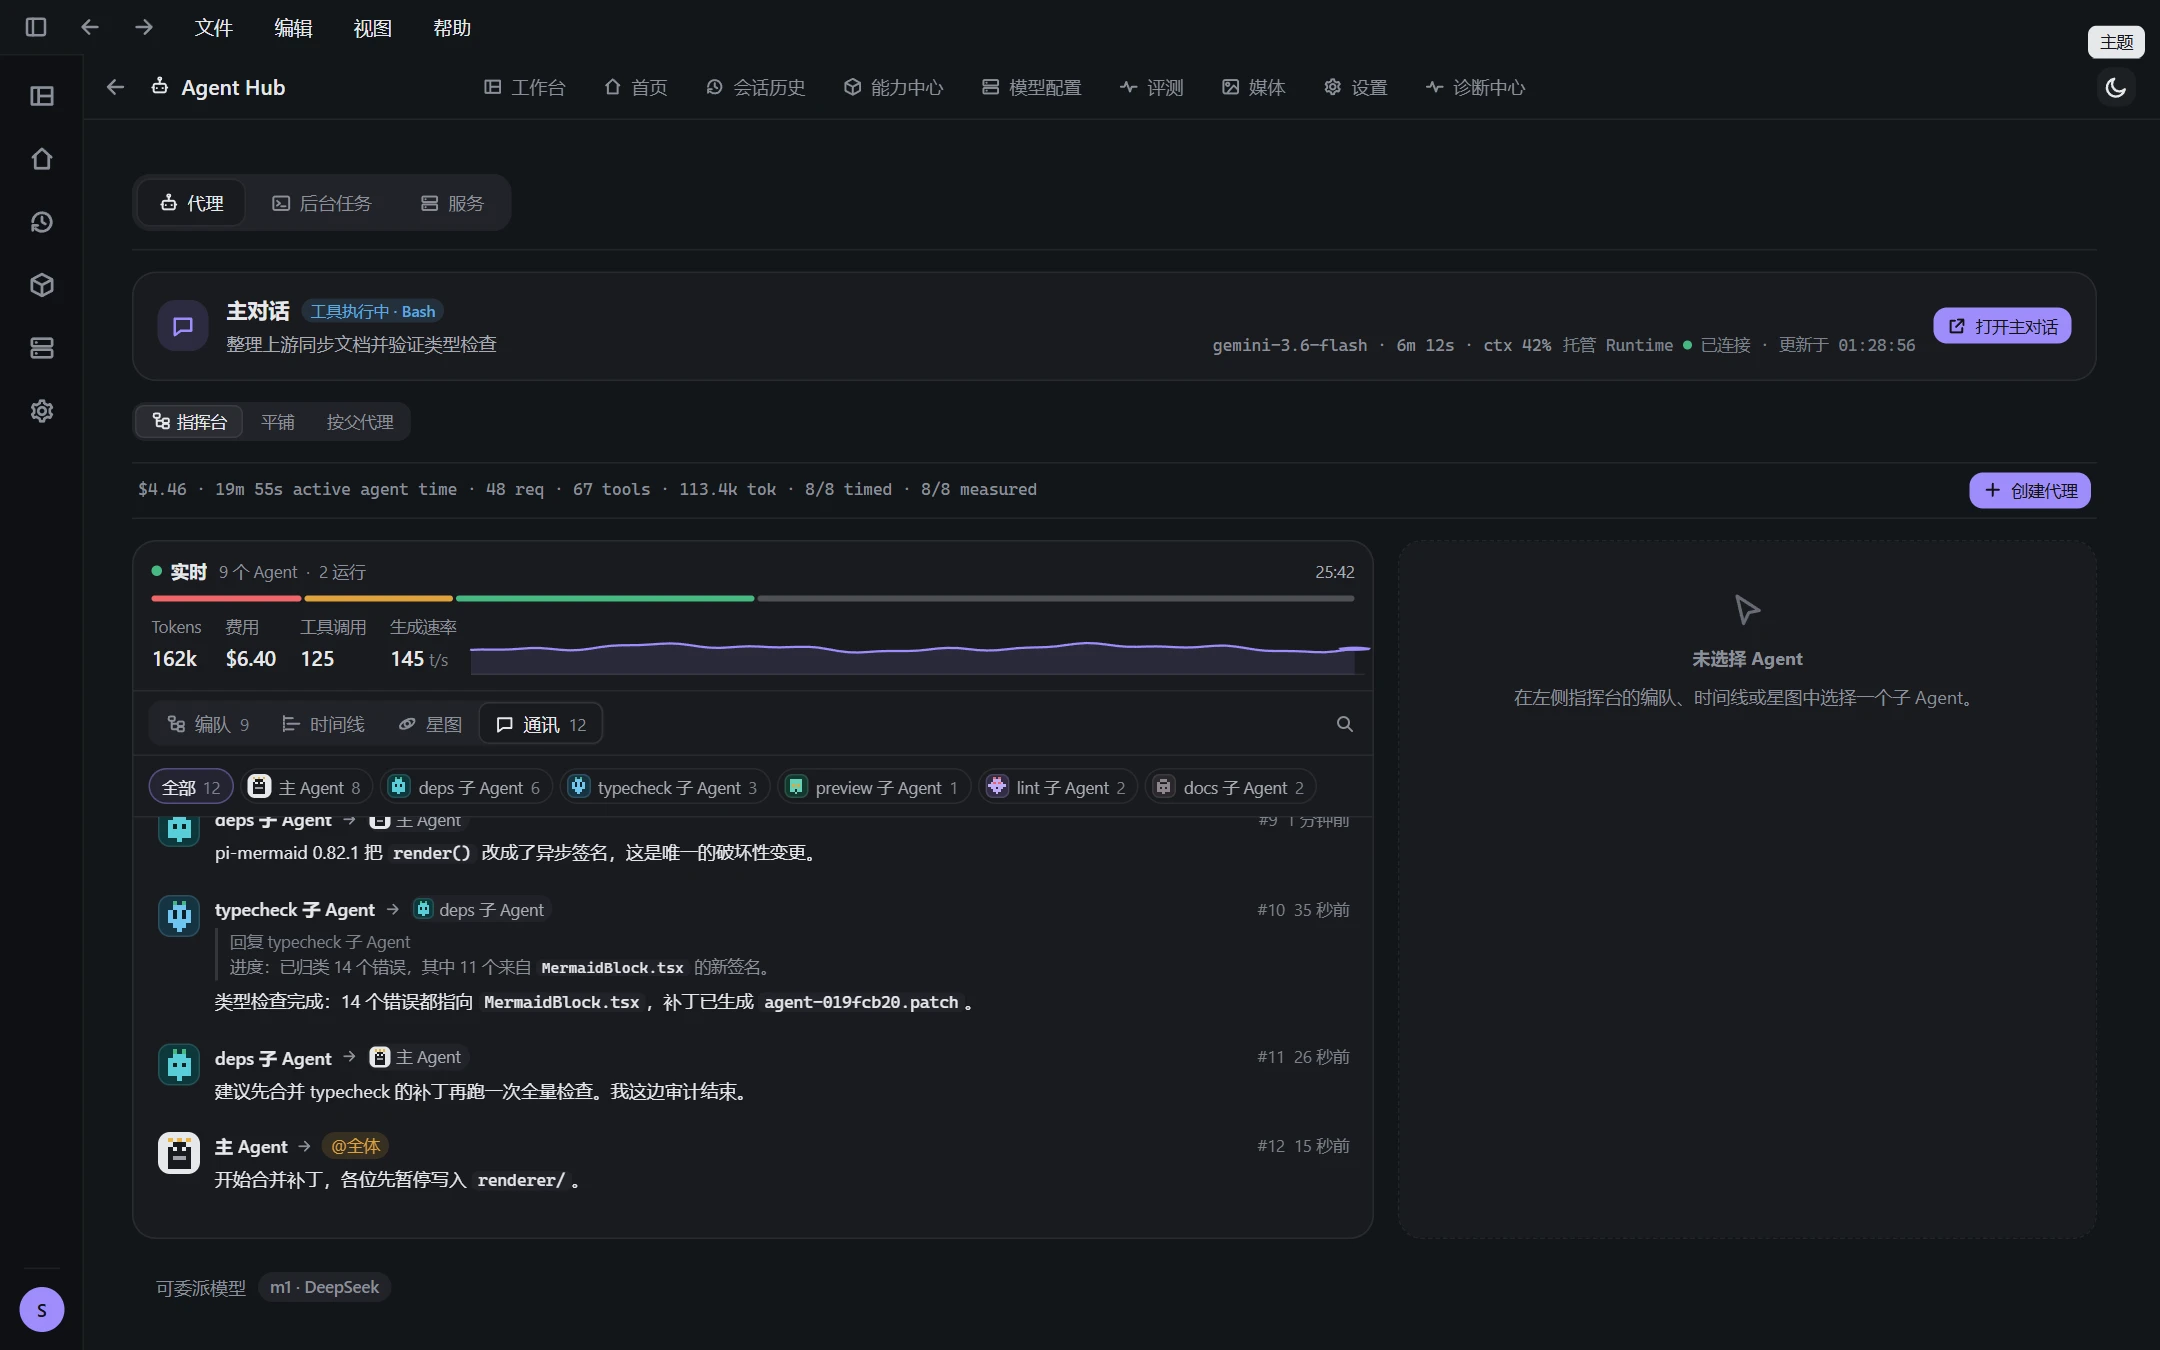 文件 编辑 视图 帮助
主题
Agent Hub 工作台 首页 会话历史 能力中心 模型配置 评测 媒体 设置 诊断中心
代理 后台任务 服务
主对话 工具执行中 · Bash
整理上游同步文档并验证类型检查
gemini-3.6-flash · 6m 12s · ctx 42% 托管 Runtime 已连接 · 更新于 01:28:56
打开主对话
指挥台 平铺 按父代理
$4.46 · 19m 55s active agent time · 48 req · 67 tools · 113.4k tok · 8/8 timed · 8/8 measured
创建代理
实时 9 个 Agent · 2 运行 25:42
Tokens 费用 工具调用 生成速率
162k $6.40 125 145 t/s
编队 9 时间线 星图 通讯 12
全部 12 主 Agent 8 deps 子 Agent 6 typecheck 子 Agent 3 preview 子 Agent 1 lint 子 Agent 2 docs 子 Agent 2
deps 子 Agent → 主 Agent #9 1 分钟前
pi-mermaid 0.82.1 把 render() 改成了异步签名，这是唯一的破坏性变更。
typecheck 子 Agent → deps 子 Agent #10 35 秒前
回复 typecheck 子 Agent
进度：已归类 14 个错误，其中 11 个来自 MermaidBlock.tsx 的新签名。
类型检查完成：14 个错误都指向 MermaidBlock.tsx ，补丁已生成 agent-019fcb20.patch 。
deps 子 Agent → 主 Agent #11 26 秒前
建议先合并 typecheck 的补丁再跑一次全量检查。我这边审计结束。
主 Agent → @全体 #12 15 秒前
开始合并补丁，各位先暂停写入 renderer/ 。
未选择 Agent
在左侧指挥台的编队、时间线或星图中选择一个子 Agent。
可委派模型 m1 · DeepSeek
S